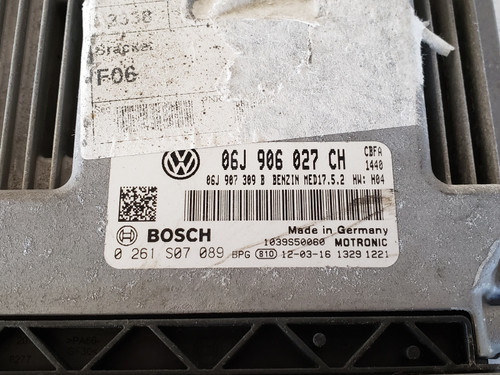 Bracket
F06
06J 906 027 CH
CBFA
1440
06J 907 309 B BENZIN MED17.5.2 HW: H04
BOSCH
Made in Germany
1039S50060 MOTRONIC
0 261 S07 089 BPG 810 12-03-16 1329 1221